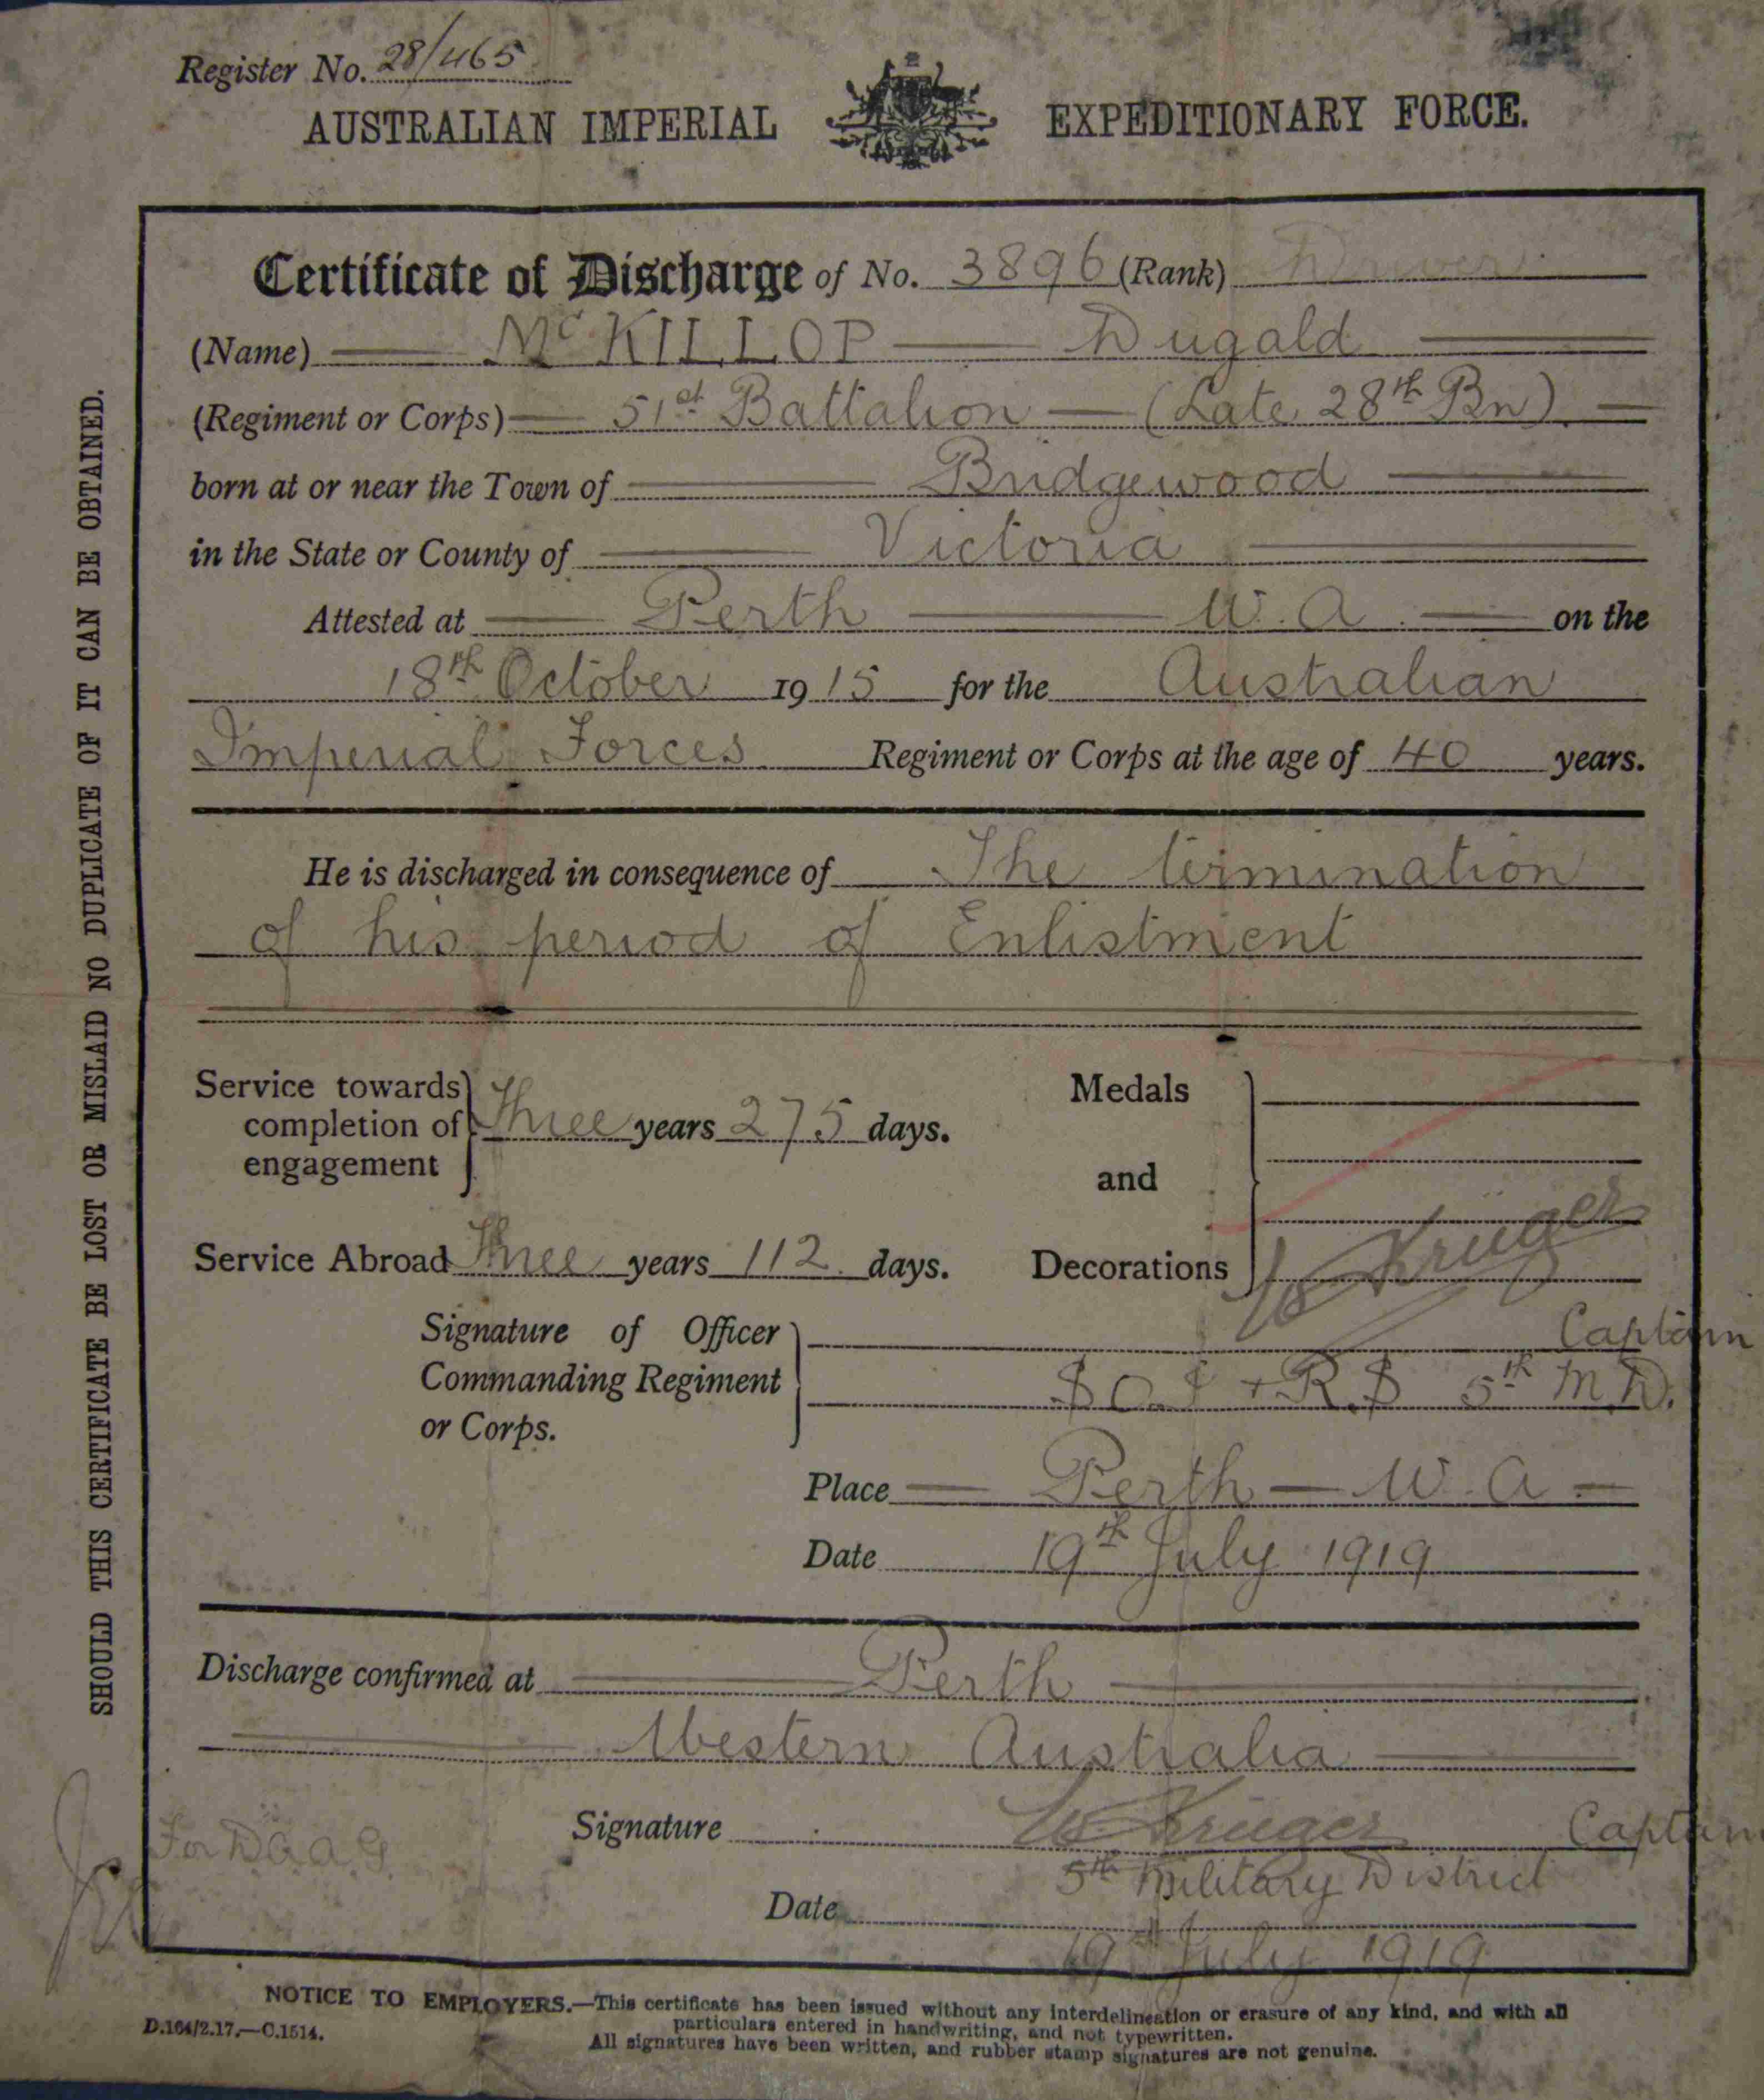 Register No. 28/465
AUSTRALIAN IMPERIAL EXPEDITIONARY FORCE.
Certificate of Discharge of No. 3896 (Rank) Driver
(Name) McKILLOP Dugald
(Regiment or Corps) 51st Battalion (Late 28th Bn)
born at or near the Town of Bridgewood
in the State or County of Victoria
Attested at Perth W.A. on the
18th October 1915 for the Australian
Imperial Forces Regiment or Corps at the age of 40 years.
He is discharged in consequence of The termination
of his period of Enlistment
Service towards completion of engagement Three years 275 days.
Medals and Decorations
Service Abroad Three years 112 days.
Signature of Officer Commanding Regiment or Corps.
W Krüger Captain
5th M.D.
Place Perth - W.A.
Date 19th July 1919
Discharge confirmed at Perth
Western Australia
Signature W Krüger Captain
5th Military District
Date 19th July 1919
For D.A.A.G.
NOTICE TO EMPLOYERS.—This certificate has been issued without any interdelineation or erasure of any kind, and with all
particulars entered in handwriting, and not typewritten.
All signatures have been written, and rubber stamp signatures are not genuine.
D.164/2.17.—C.1514.
SHOULD THIS CERTIFICATE BE LOST OR MISLAID NO DUPLICATE OF IT CAN BE OBTAINED.